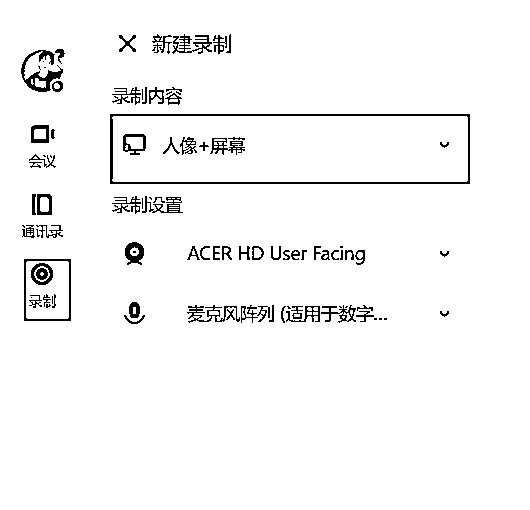 新建录制
录制内容
人像+屏幕
会议
录制设置
通讯录
ACER HD User Facing
录制
麦克风阵列 (适用于数字...